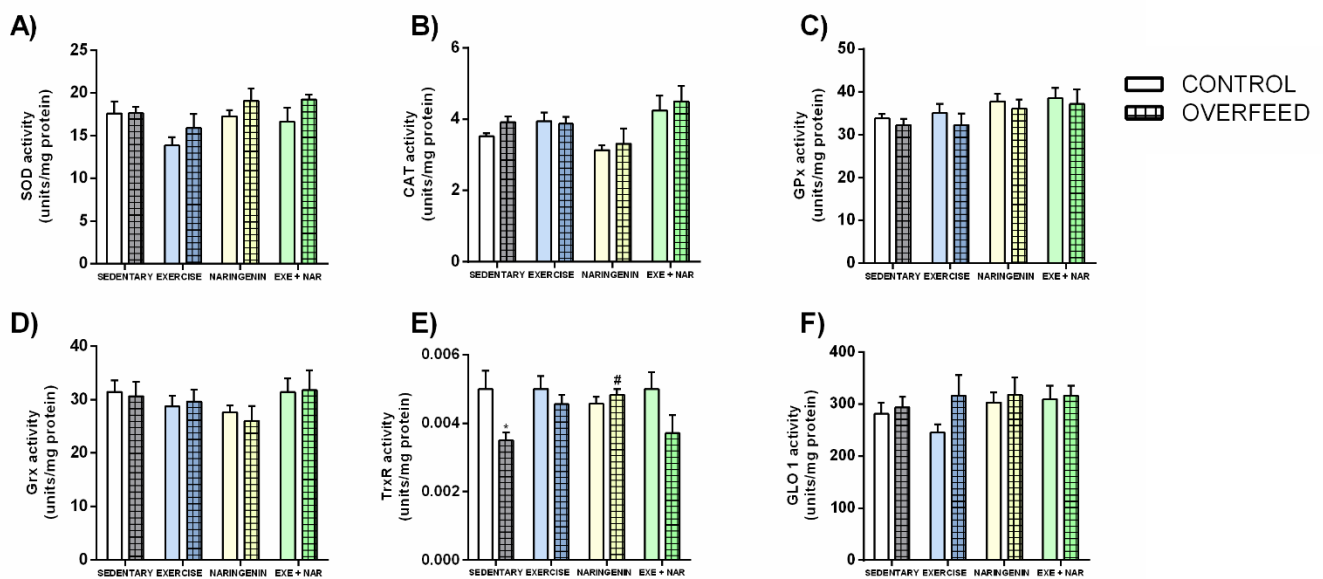 A)
SOD activity
(units/mg protein)
25
20
15
10
5
0
SEDENTARY EXERCISE NARINGENIN EXE + NAR
B)
CAT activity
(units/mg protein)
6
4
2
0
SEDENTARY EXERCISE NARINGENIN EXE + NAR
C)
GPx activity
(units/mg protein)
50
40
30
20
10
0
SEDENTARY EXERCISE NARINGENIN EXE + NAR
CONTROL
OVERFEED
D)
Grx activity
(units/mg protein)
40
30
20
10
0
SEDENTARY EXERCISE NARINGENIN EXE + NAR
E)
TrxR activity
(units/mg protein)
0.006
0.004
0.002
0.000
*
#
SEDENTARY EXERCISE NARINGENIN EXE + NAR
F)
GLO 1 activity
(units/mg protein)
400
300
200
100
0
SEDENTARY EXERCISE NARINGENIN EXE + NAR